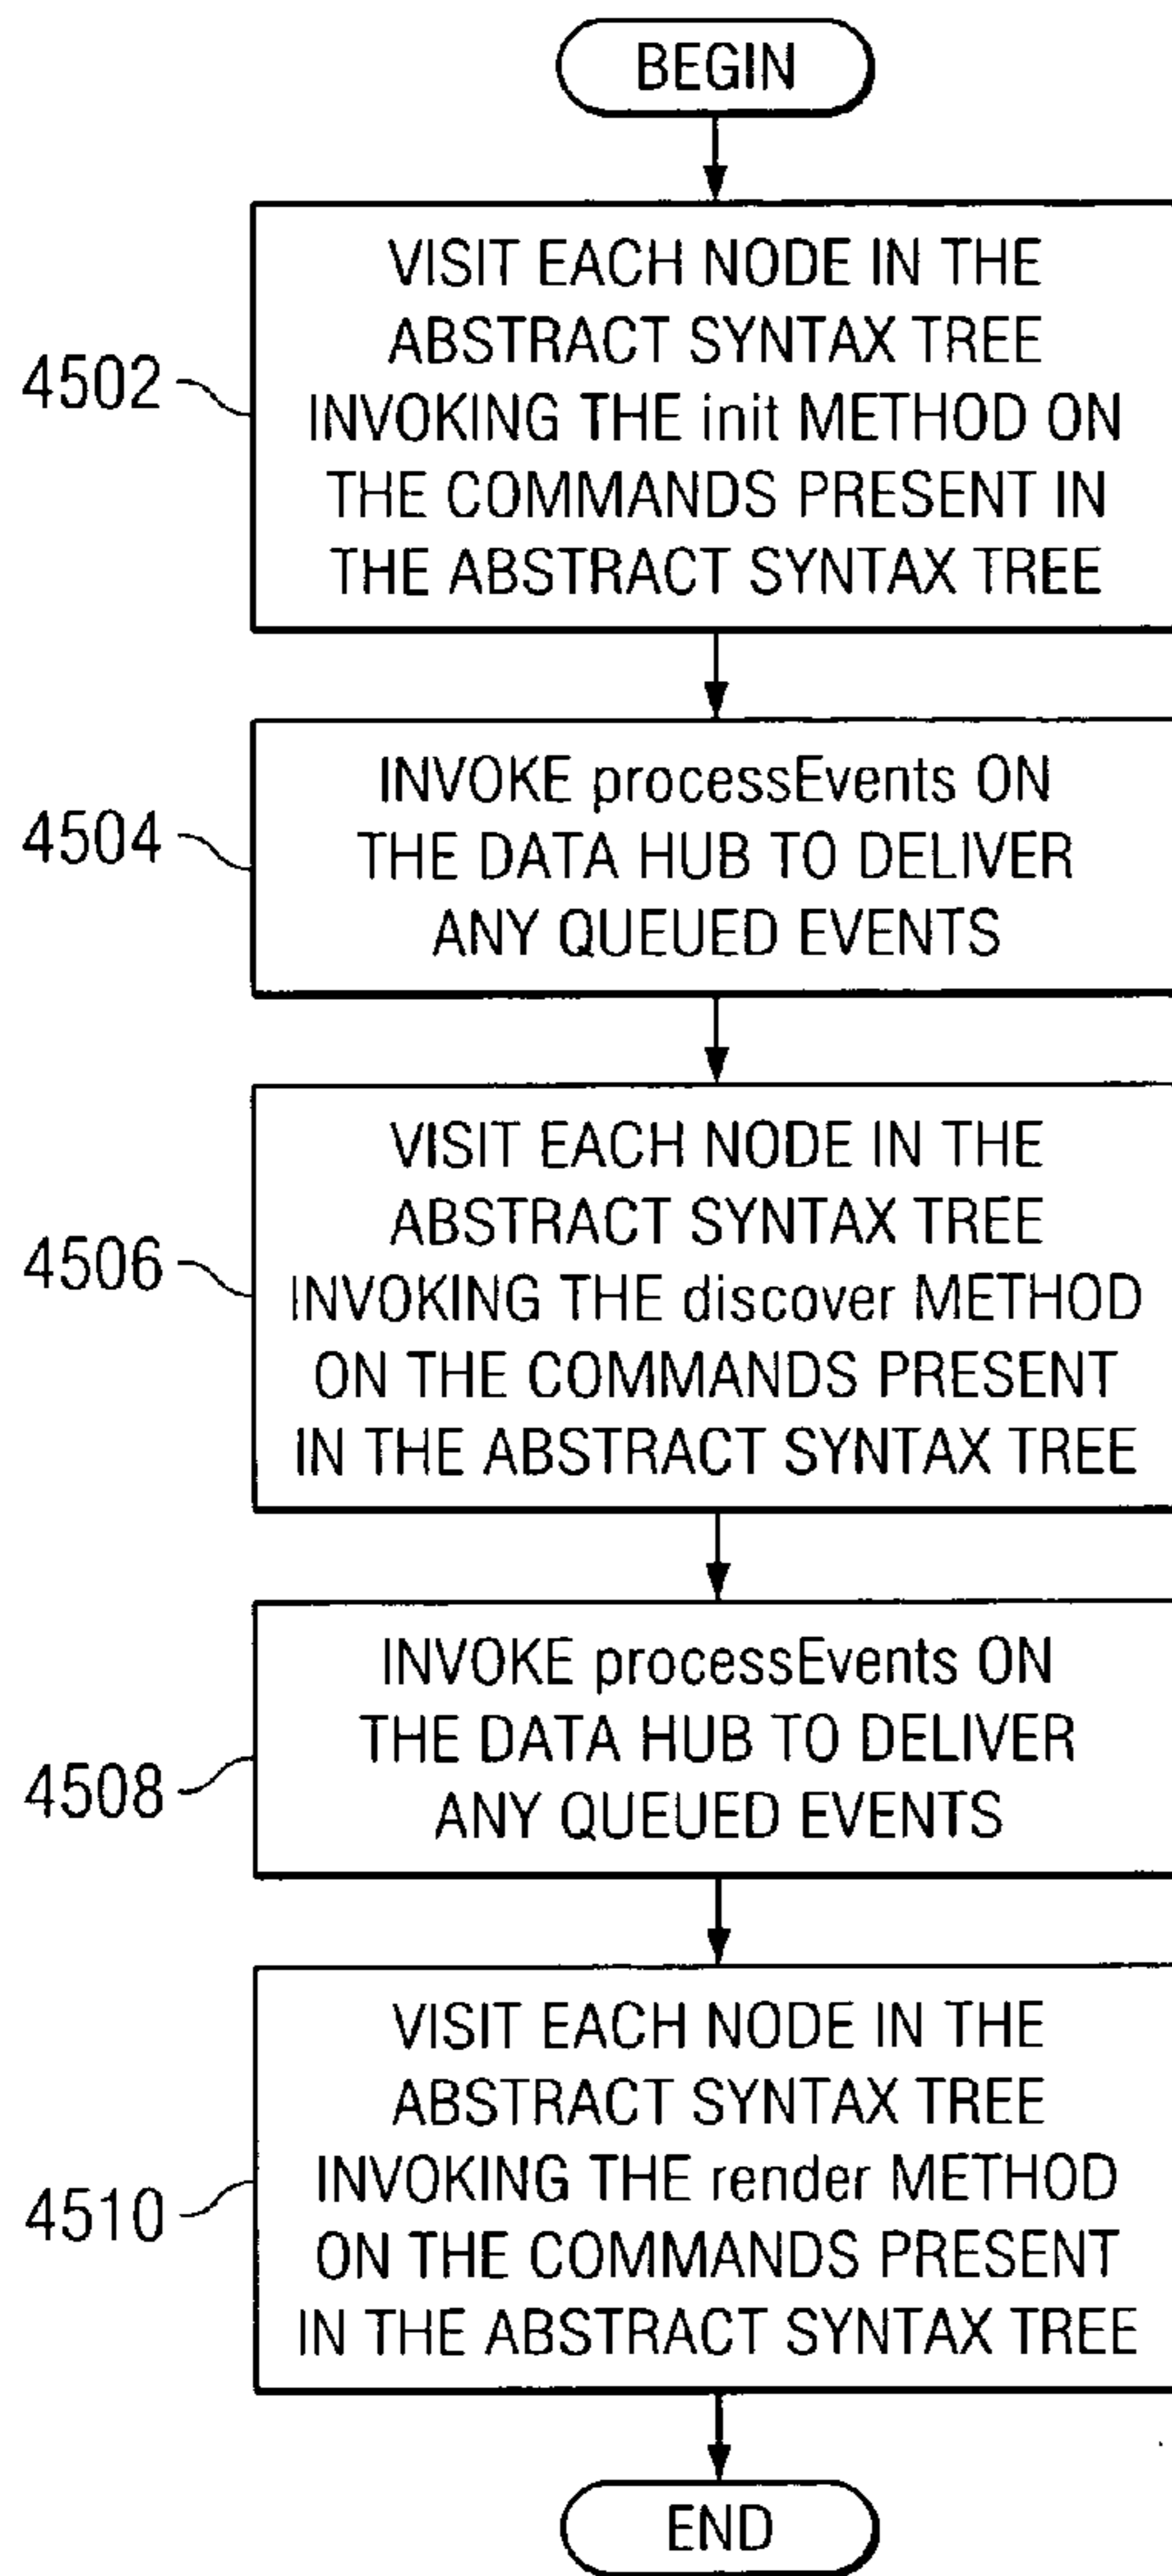 BEGIN
VISIT EACH NODE IN THE
ABSTRACT SYNTAX TREE
INVOKING THE init METHOD ON
THE COMMANDS PRESENT IN
THE ABSTRACT SYNTAX TREE
4502
INVOKE processEvents ON
THE DATA HUB TO DELIVER
ANY QUEUED EVENTS
4504
VISIT EACH NODE IN THE
ABSTRACT SYNTAX TREE
INVOKING THE discover METHOD
ON THE COMMANDS PRESENT
IN THE ABSTRACT SYNTAX TREE
4506
INVOKE processEvents ON
THE DATA HUB TO DELIVER
ANY QUEUED EVENTS
4508
VISIT EACH NODE IN THE
ABSTRACT SYNTAX TREE
INVOKING THE render METHOD
ON THE COMMANDS PRESENT
IN THE ABSTRACT SYNTAX TREE
4510
END